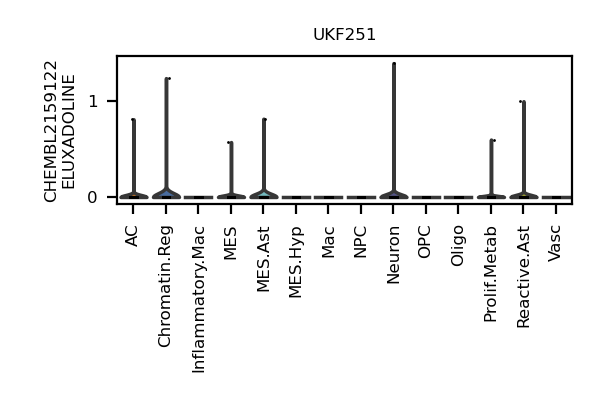 UKF251
CHEMBL2159122
ELUXADOLINE
1
0
AC
Chromatin.Reg
Inflammatory.Mac
MES
MES.Ast
MES.Hyp
Mac
NPC
Neuron
OPC
Oligo
Prolif.Metab
Reactive.Ast
Vasc